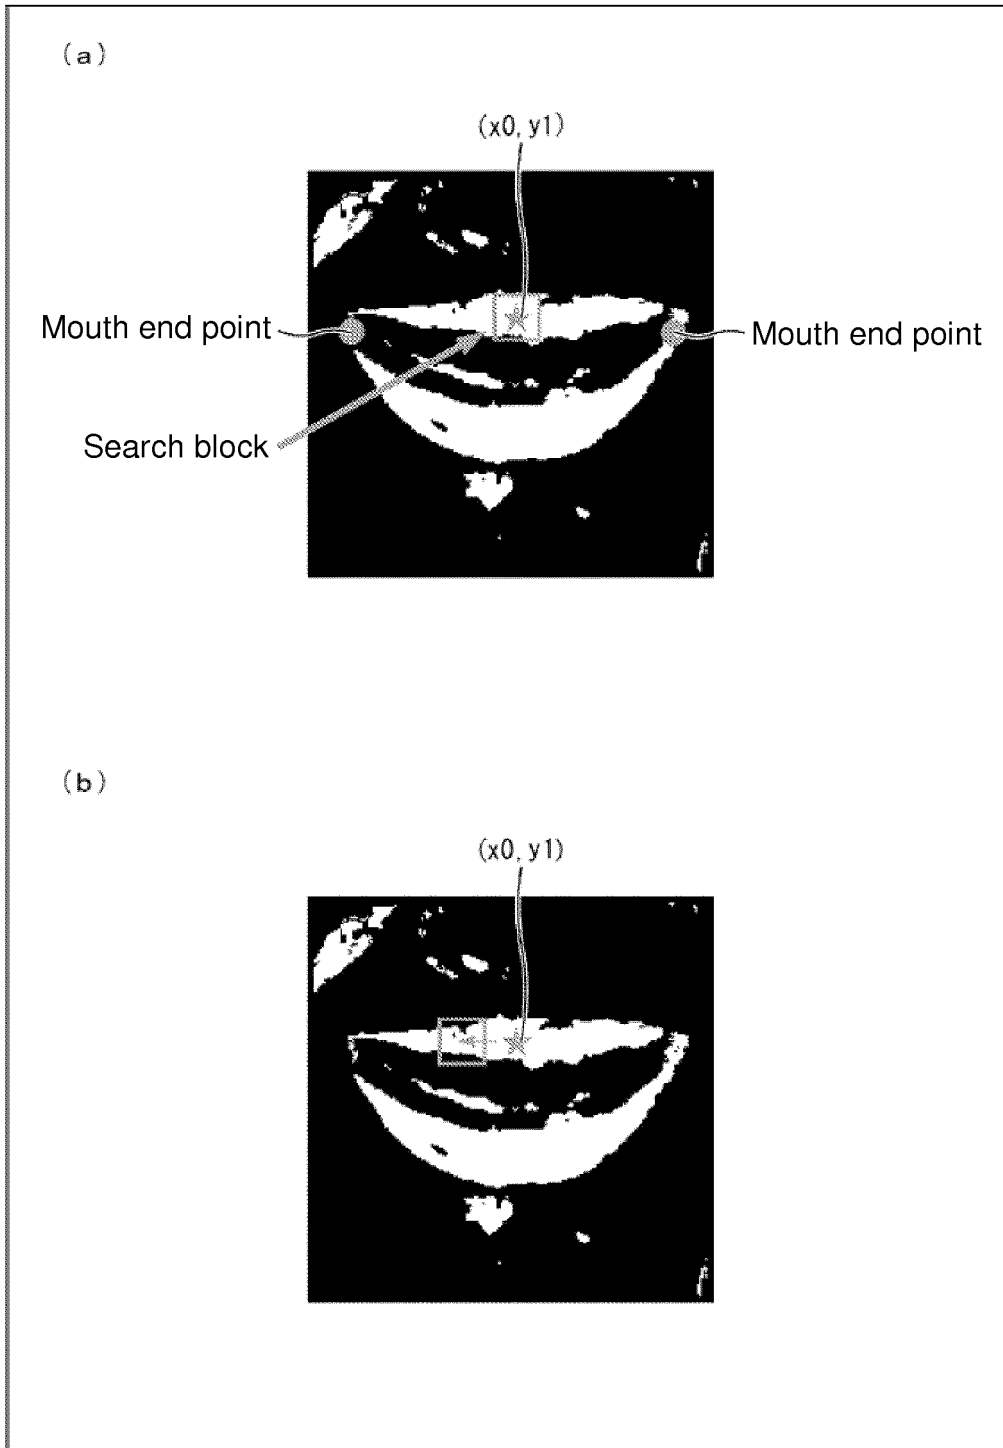 (a)
(x0, y1)
Mouth end point
Mouth end point
Search block
(b)
(x0, y1)